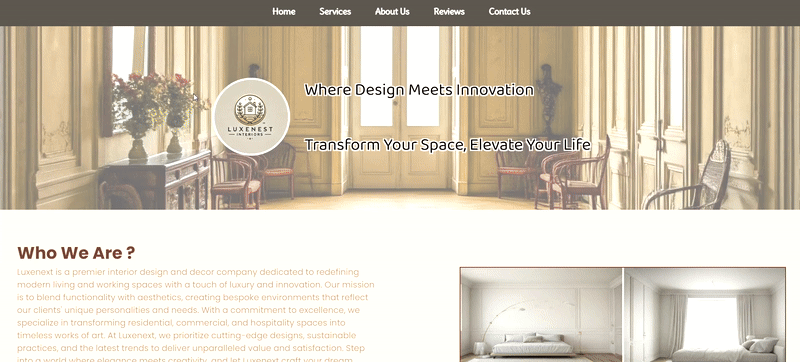 Home Services About Us Reviews Contact Us
Where Design Meets Innovation
LUXENEST
INTERIORS
Transform Your Space, Elevate Your Life
Who We Are ?
Luxenext is a premier interior design and decor company dedicated to redefining
modern living and working spaces with a touch of luxury and innovation. Our mission
is to blend functionality with aesthetics, creating bespoke environments that reflect
our clients' unique personalities and needs. With a commitment to excellence, we
specialize in transforming residential, commercial, and hospitality spaces into
timeless works of art. At Luxenext, we prioritize cutting-edge designs, sustainable
practices, and the latest trends to deliver unparalleled value and satisfaction. Step
into a world where elegance meets creativity, and let Luxenext craft your dream